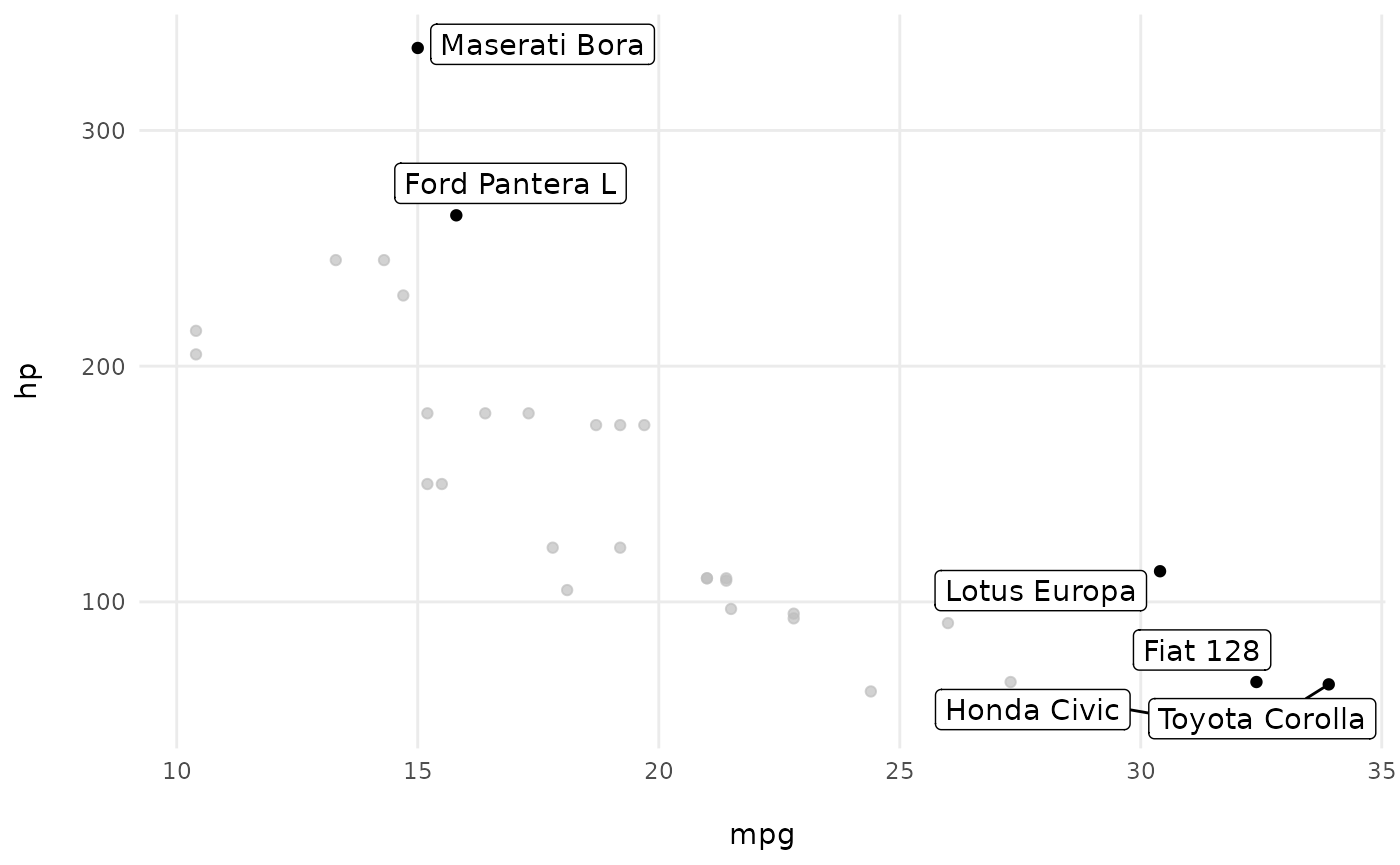 Maserati Bora
300
Ford Pantera L
200
hp
100
Lotus Europa
Fiat 128
Honda Civic
Toyota Corolla
10 15 20 25 30 35
mpg